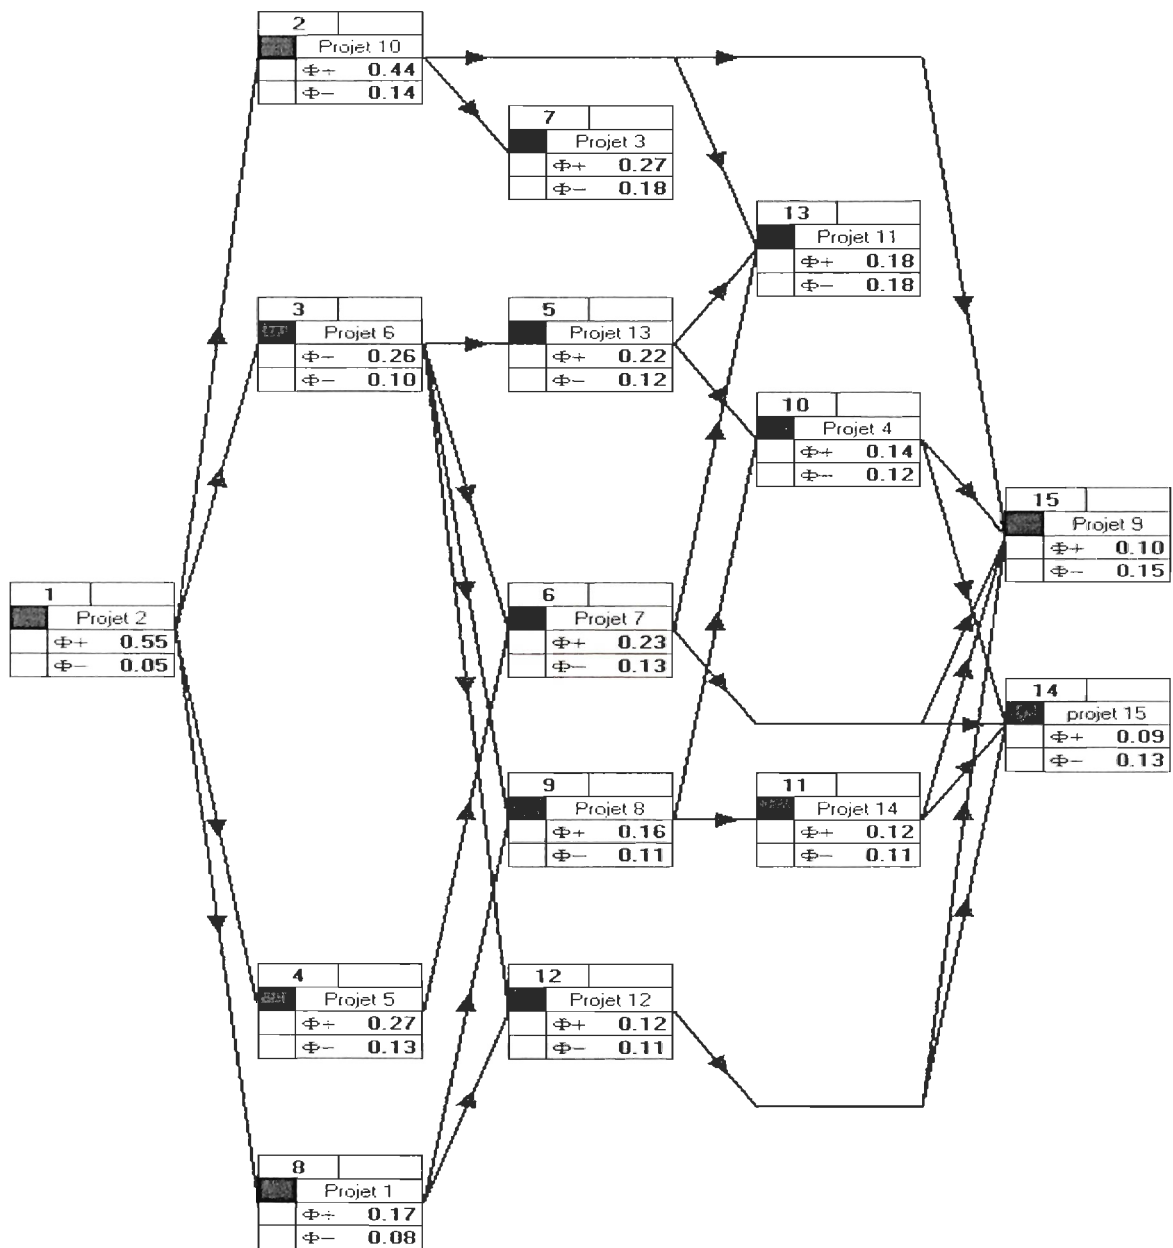 2
Projet 10
Φ+ 0.44
Φ− 0.14
7
Projet 3
Φ+ 0.27
Φ− 0.18
13
Projet 11
Φ+ 0.18
Φ− 0.18
3
Projet 6
Φ− 0.26
Φ− 0.10
5
Projet 13
Φ+ 0.22
Φ− 0.12
10
Projet 4
Φ+ 0.14
Φ− 0.12
15
Projet 9
Φ+ 0.10
Φ− 0.15
1
Projet 2
Φ+ 0.55
Φ− 0.05
6
Projet 7
Φ+ 0.23
Φ− 0.13
14
projet 15
Φ+ 0.09
Φ− 0.13
9
Projet 8
Φ+ 0.16
Φ− 0.11
11
Projet 14
Φ+ 0.12
Φ− 0.11
4
Projet 5
Φ+ 0.27
Φ− 0.13
12
Projet 12
Φ+ 0.12
Φ− 0.11
8
Projet 1
Φ+ 0.17
Φ− 0.08